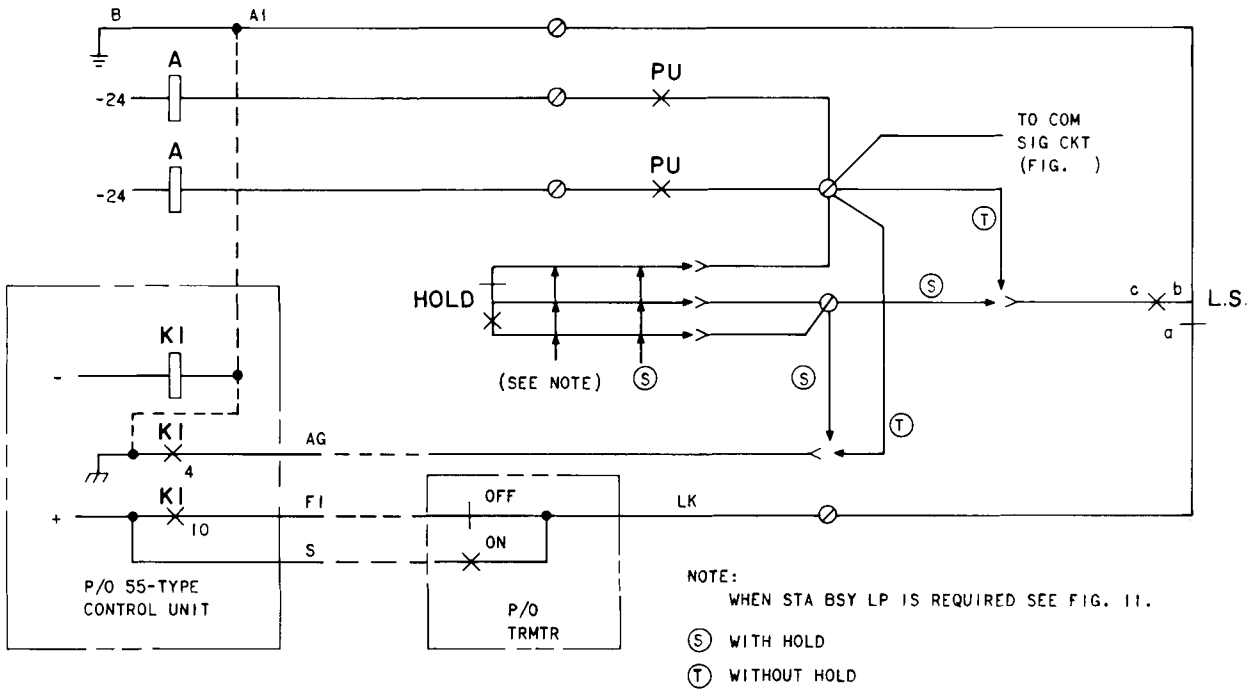 B
A1
A
-24
PU
A
-24
PU
TO COM
SIG CKT
(FIG. )
T
HOLD
S
c
b
L.S.
a
(SEE NOTE)
S
S
T
K1
-
K1
4
AG
K1
10
+
F1
OFF
LK
S
ON
P/O 55-TYPE
CONTROL UNIT
P/O
TRMTR
NOTE:
WHEN STA BSY LP IS REQUIRED SEE FIG. 11.
S WITH HOLD
T WITHOUT HOLD